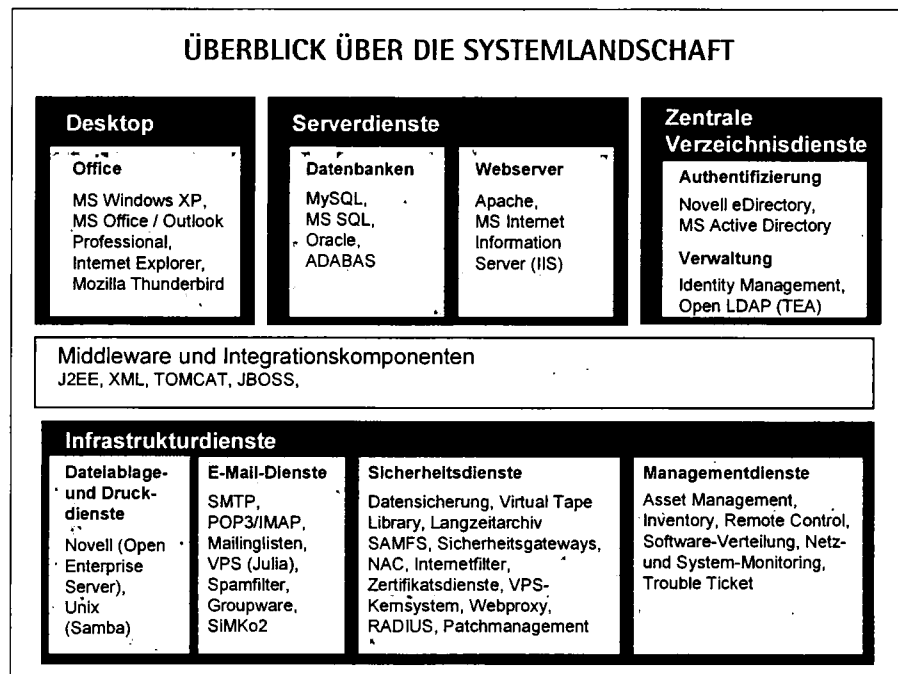 ÜBERBLICK ÜBER DIE SYSTEMLANDSCHAFT
Desktop
Office
MS Windows XP,
MS Office / Outlook
Professional,
Internet Explorer,
Mozilla Thunderbird
Serverdienste
Datenbanken
MySQL,
MS SQL,
Oracle,
ADABAS
Webserver
Apache,
MS Internet
Information
Server (IIS)
Zentrale
Verzeichnisdienste
Authentifizierung
Novell eDirectory,
MS Active Directory
Verwaltung
Identity Management,
Open LDAP (TEA)
Middleware und Integrationskomponenten
J2EE, XML, TOMCAT, JBOSS,
Infrastrukturdienste
Dateiablage-
und Druck-
dienste
Novell (Open
Enterprise
Server),
Unix
(Samba)
E-Mail-Dienste
SMTP,
POP3/IMAP,
Mailinglisten,
VPS (Julia),
Spamfilter,
Groupware,
SiMKo2
Sicherheitsdienste
Datensicherung, Virtual Tape
Library, Langzeitarchiv
SAMFS, Sicherheitsgateways,
NAC, Internetfilter,
Zertifikatsdienste, VPS-
Kernsystem, Webproxy,
RADIUS, Patchmanagement
Managementdienste
Asset Management,
Inventory, Remote Control,
Software-Verteilung, Netz-
und System-Monitoring,
Trouble Ticket